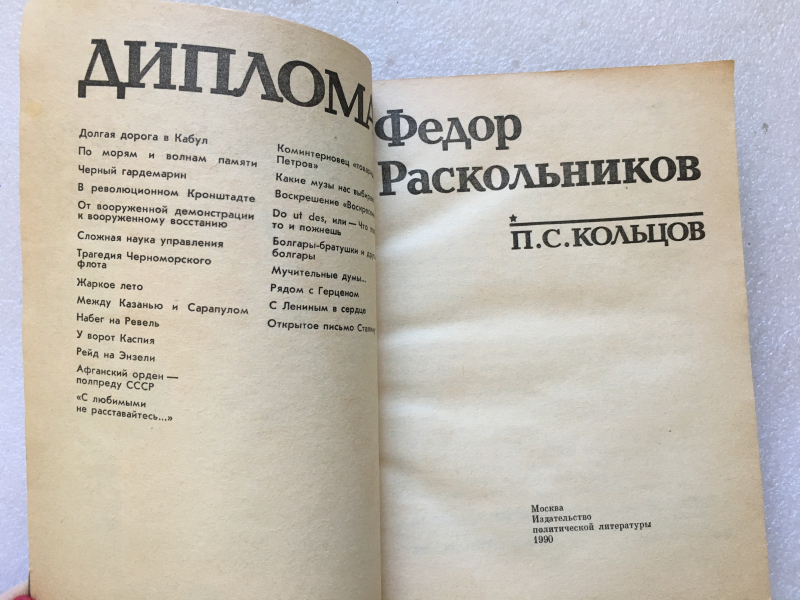 ДИПЛОМА
Долгая дорога в Кабул
По морям и волнам памяти
Черный гардемарин
В революционном Кронштадте
От вооруженной демонстрации
к вооруженному восстанию
Сложная наука управления
Трагедия Черноморского
флота
Жаркое лето
Между Казанью и Сарапулом
Набег на Ревель
У ворот Каспия
Рейд на Энзели
Афганский орден —
полпреду СССР
«С любимыми
не расставайтесь...»
Коминтерновец
Петров»
Какие музы нас
Воскрешение
Do ut des, или — Что
то и пожнешь
Болгары-братушки и
болгары
Мучительные думы...
Рядом с Герценом
С Лениным в сердце
Открытое письмо
Федор
Раскольников
П.С.КОЛЬЦОВ
Москва
Издательство
политической литературы
1990